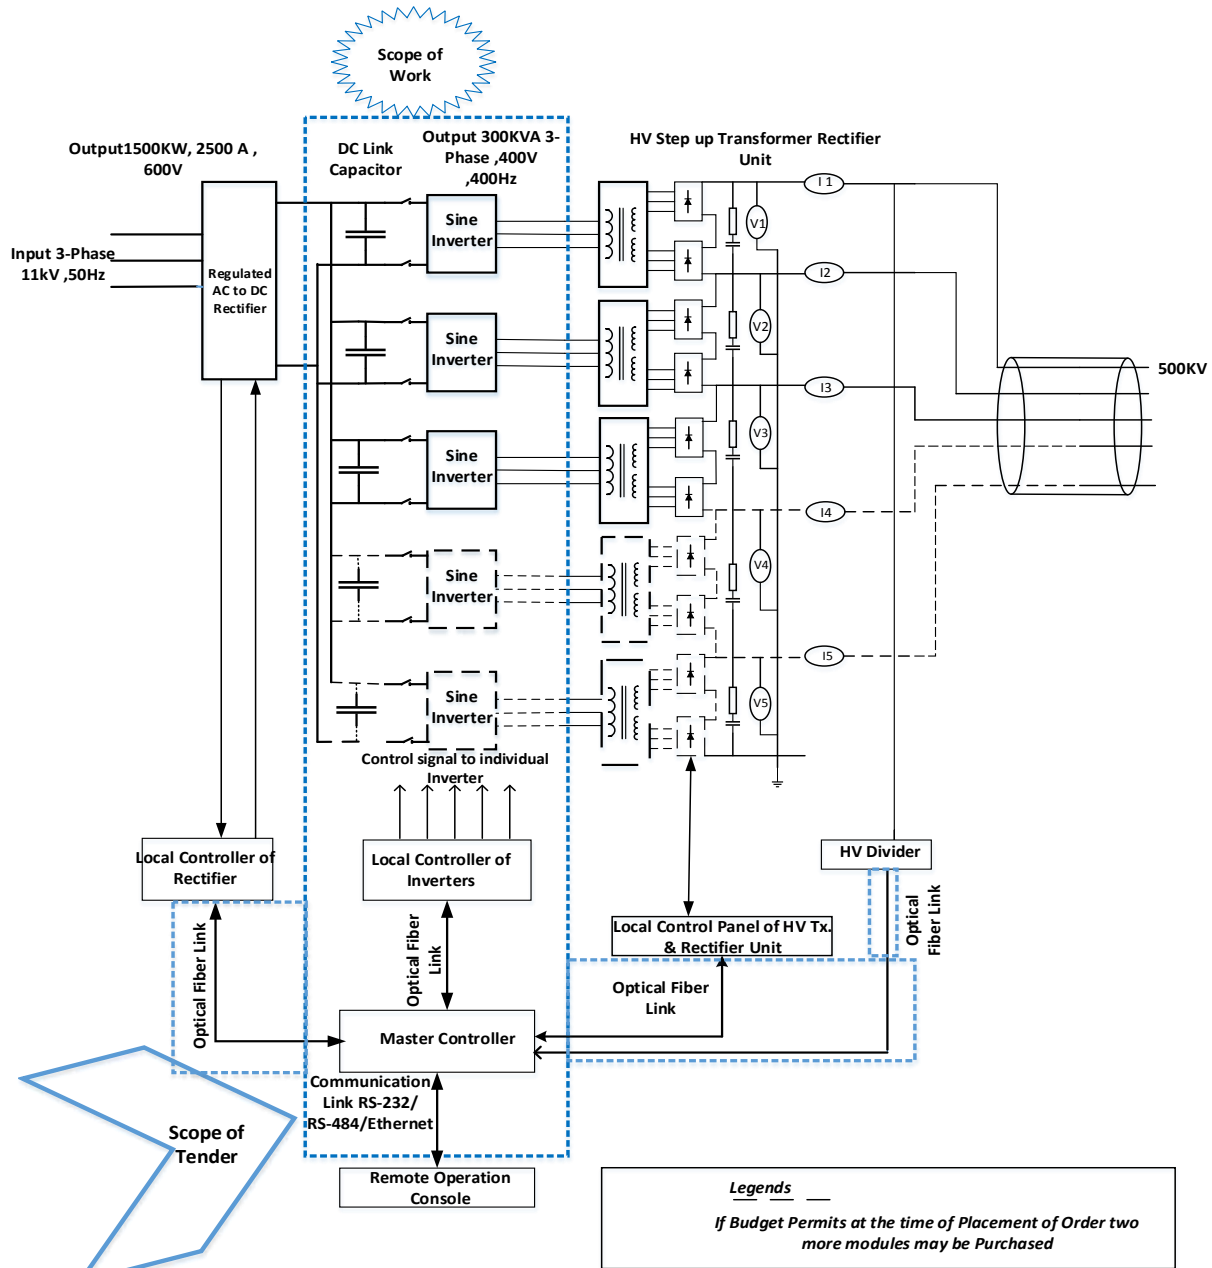 Scope of
Work
Output1500KW, 2500 A ,
600V
DC Link
Capacitor
Output 300KVA 3-
Phase ,400V
,400Hz
HV Step up Transformer Rectifier
Unit
Input 3-Phase
11kV ,50Hz
Regulated
AC to DC
Rectifier
Sine
Inverter
V1
I 1
I2
Sine
Inverter
V2
I3
500KV
Sine
Inverter
V3
I4
Sine
Inverter
V4
I5
Sine
Inverter
V5
Control signal to individual
Inverter
Local Controller of
Rectifier
Local Controller of
Inverters
HV Divider
Optical Fiber Link
Optical Fiber
Link
Local Control Panel of HV Tx.
& Rectifier Unit
Optical
Fiber Link
Optical Fiber
Link
Master Controller
Communication
Link RS-232/
RS-484/Ethernet
Scope of
Tender
Remote Operation
Console
Legends
If Budget Permits at the time of Placement of Order two
more modules may be Purchased